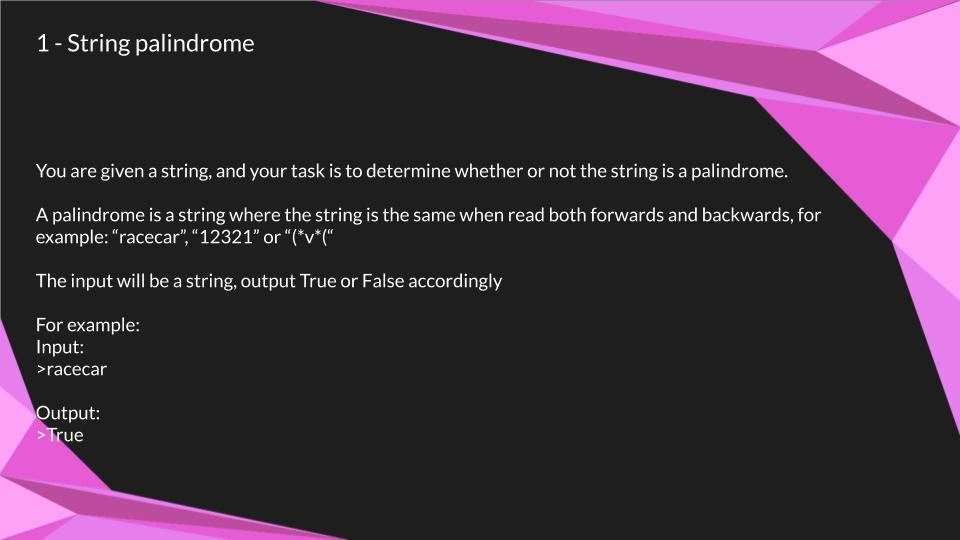 1 - String palindrome
You are given a string, and your task is to determine whether or not the string is a palindrome.
A palindrome is a string where the string is the same when read both forwards and backwards, for
example: “racecar”, “12321” or “(*v*(“
The input will be a string, output True or False accordingly
For example:
Input:
>racecar
Output:
>True